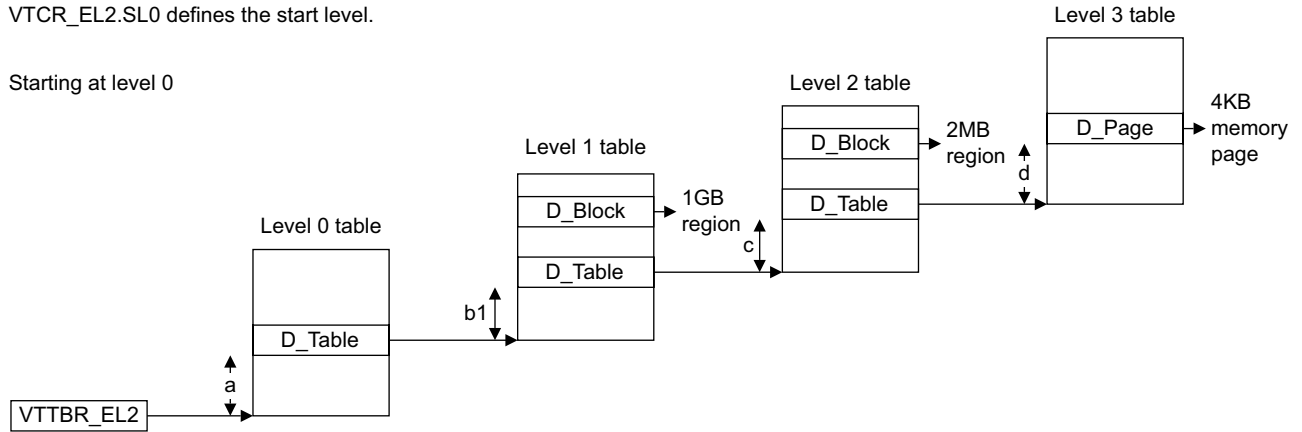 VTCR_EL2.SL0 defines the start level.
Level 3 table
Starting at level 0
Level 2 table
4KB
memory
page
D_Page
D_Block
2MB
region
d
Level 1 table
D_Table
1GB
region
D_Block
c
Level 0 table
D_Table
b1
D_Table
a
VTTBR_EL2